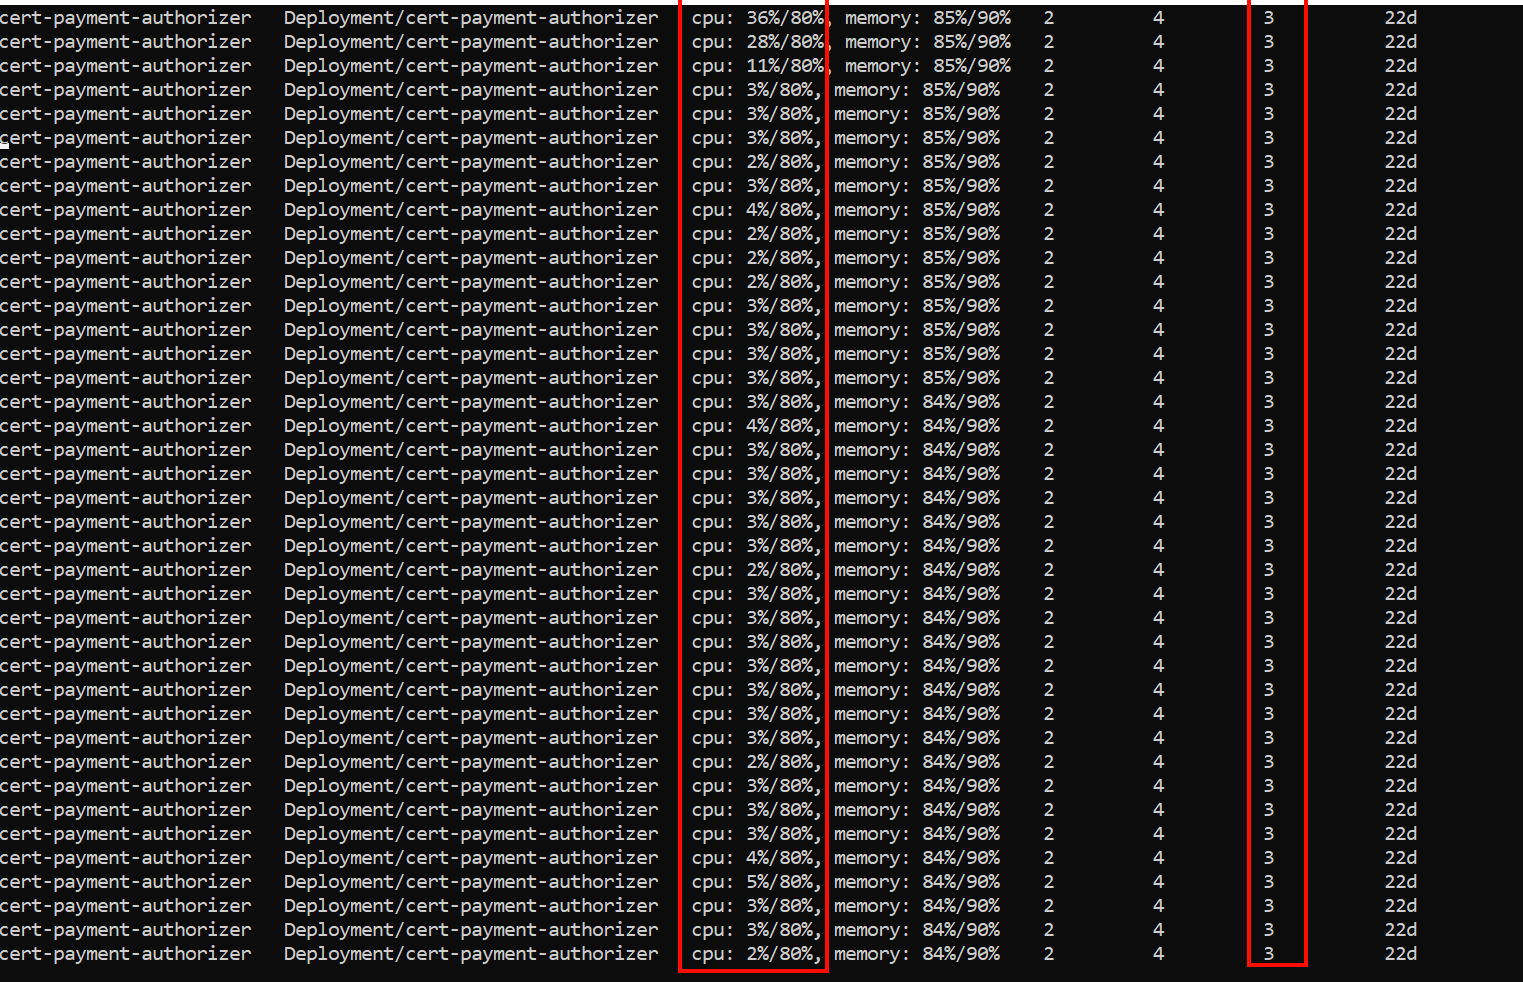 cert-payment-authorizer Deployment/cert-payment-authorizer cpu: 36%/80%, memory: 85%/90% 2 4 3 22d
cert-payment-authorizer Deployment/cert-payment-authorizer cpu: 28%/80%, memory: 85%/90% 2 4 3 22d
cert-payment-authorizer Deployment/cert-payment-authorizer cpu: 11%/80%, memory: 85%/90% 2 4 3 22d
cert-payment-authorizer Deployment/cert-payment-authorizer cpu: 3%/80%, memory: 85%/90% 2 4 3 22d
cert-payment-authorizer Deployment/cert-payment-authorizer cpu: 3%/80%, memory: 85%/90% 2 4 3 22d
cert-payment-authorizer Deployment/cert-payment-authorizer cpu: 3%/80%, memory: 85%/90% 2 4 3 22d
cert-payment-authorizer Deployment/cert-payment-authorizer cpu: 2%/80%, memory: 85%/90% 2 4 3 22d
cert-payment-authorizer Deployment/cert-payment-authorizer cpu: 3%/80%, memory: 85%/90% 2 4 3 22d
cert-payment-authorizer Deployment/cert-payment-authorizer cpu: 4%/80%, memory: 85%/90% 2 4 3 22d
cert-payment-authorizer Deployment/cert-payment-authorizer cpu: 2%/80%, memory: 85%/90% 2 4 3 22d
cert-payment-authorizer Deployment/cert-payment-authorizer cpu: 2%/80%, memory: 85%/90% 2 4 3 22d
cert-payment-authorizer Deployment/cert-payment-authorizer cpu: 2%/80%, memory: 85%/90% 2 4 3 22d
cert-payment-authorizer Deployment/cert-payment-authorizer cpu: 3%/80%, memory: 85%/90% 2 4 3 22d
cert-payment-authorizer Deployment/cert-payment-authorizer cpu: 3%/80%, memory: 85%/90% 2 4 3 22d
cert-payment-authorizer Deployment/cert-payment-authorizer cpu: 3%/80%, memory: 85%/90% 2 4 3 22d
cert-payment-authorizer Deployment/cert-payment-authorizer cpu: 3%/80%, memory: 85%/90% 2 4 3 22d
cert-payment-authorizer Deployment/cert-payment-authorizer cpu: 3%/80%, memory: 84%/90% 2 4 3 22d
cert-payment-authorizer Deployment/cert-payment-authorizer cpu: 4%/80%, memory: 84%/90% 2 4 3 22d
cert-payment-authorizer Deployment/cert-payment-authorizer cpu: 3%/80%, memory: 84%/90% 2 4 3 22d
cert-payment-authorizer Deployment/cert-payment-authorizer cpu: 3%/80%, memory: 84%/90% 2 4 3 22d
cert-payment-authorizer Deployment/cert-payment-authorizer cpu: 3%/80%, memory: 84%/90% 2 4 3 22d
cert-payment-authorizer Deployment/cert-payment-authorizer cpu: 3%/80%, memory: 84%/90% 2 4 3 22d
cert-payment-authorizer Deployment/cert-payment-authorizer cpu: 3%/80%, memory: 84%/90% 2 4 3 22d
cert-payment-authorizer Deployment/cert-payment-authorizer cpu: 2%/80%, memory: 84%/90% 2 4 3 22d
cert-payment-authorizer Deployment/cert-payment-authorizer cpu: 3%/80%, memory: 84%/90% 2 4 3 22d
cert-payment-authorizer Deployment/cert-payment-authorizer cpu: 3%/80%, memory: 84%/90% 2 4 3 22d
cert-payment-authorizer Deployment/cert-payment-authorizer cpu: 3%/80%, memory: 84%/90% 2 4 3 22d
cert-payment-authorizer Deployment/cert-payment-authorizer cpu: 3%/80%, memory: 84%/90% 2 4 3 22d
cert-payment-authorizer Deployment/cert-payment-authorizer cpu: 3%/80%, memory: 84%/90% 2 4 3 22d
cert-payment-authorizer Deployment/cert-payment-authorizer cpu: 3%/80%, memory: 84%/90% 2 4 3 22d
cert-payment-authorizer Deployment/cert-payment-authorizer cpu: 3%/80%, memory: 84%/90% 2 4 3 22d
cert-payment-authorizer Deployment/cert-payment-authorizer cpu: 2%/80%, memory: 84%/90% 2 4 3 22d
cert-payment-authorizer Deployment/cert-payment-authorizer cpu: 3%/80%, memory: 84%/90% 2 4 3 22d
cert-payment-authorizer Deployment/cert-payment-authorizer cpu: 3%/80%, memory: 84%/90% 2 4 3 22d
cert-payment-authorizer Deployment/cert-payment-authorizer cpu: 3%/80%, memory: 84%/90% 2 4 3 22d
cert-payment-authorizer Deployment/cert-payment-authorizer cpu: 4%/80%, memory: 84%/90% 2 4 3 22d
cert-payment-authorizer Deployment/cert-payment-authorizer cpu: 5%/80%, memory: 84%/90% 2 4 3 22d
cert-payment-authorizer Deployment/cert-payment-authorizer cpu: 3%/80%, memory: 84%/90% 2 4 3 22d
cert-payment-authorizer Deployment/cert-payment-authorizer cpu: 3%/80%, memory: 84%/90% 2 4 3 22d
cert-payment-authorizer Deployment/cert-payment-authorizer cpu: 2%/80%, memory: 84%/90% 2 4 3 22d